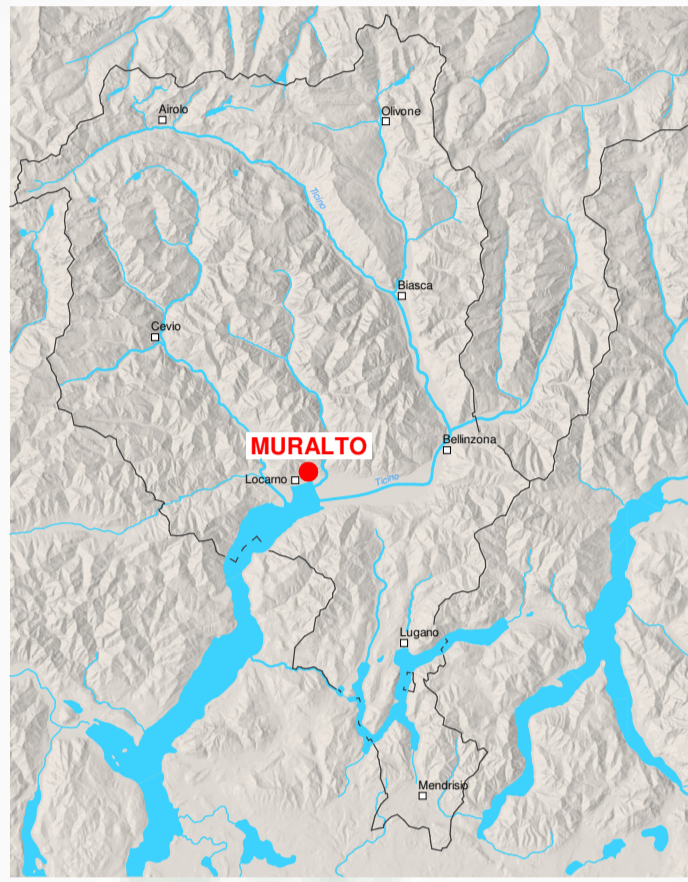 Airolo
Olivone
Ticino
Biasca
Cevio
MURALTO
Bellinzona
Locarno
Ticino
Lugano
Mendrisio